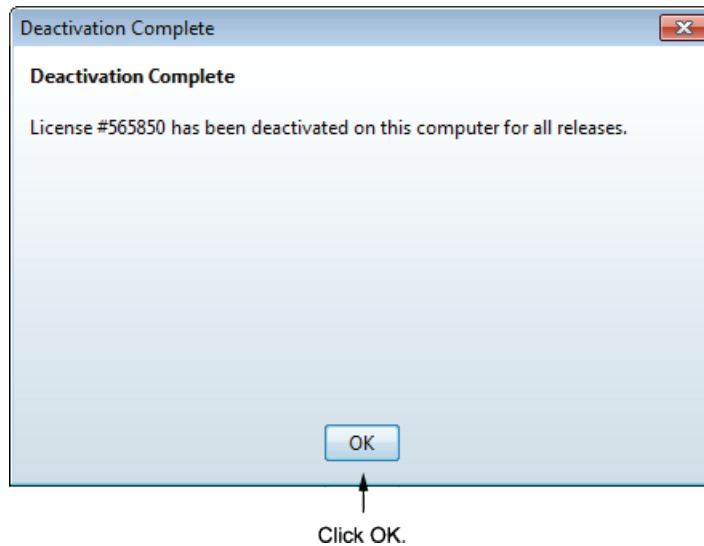 Deactivation Complete
Deactivation Complete
License #565850 has been deactivated on this computer for all releases.
OK
Click OK.